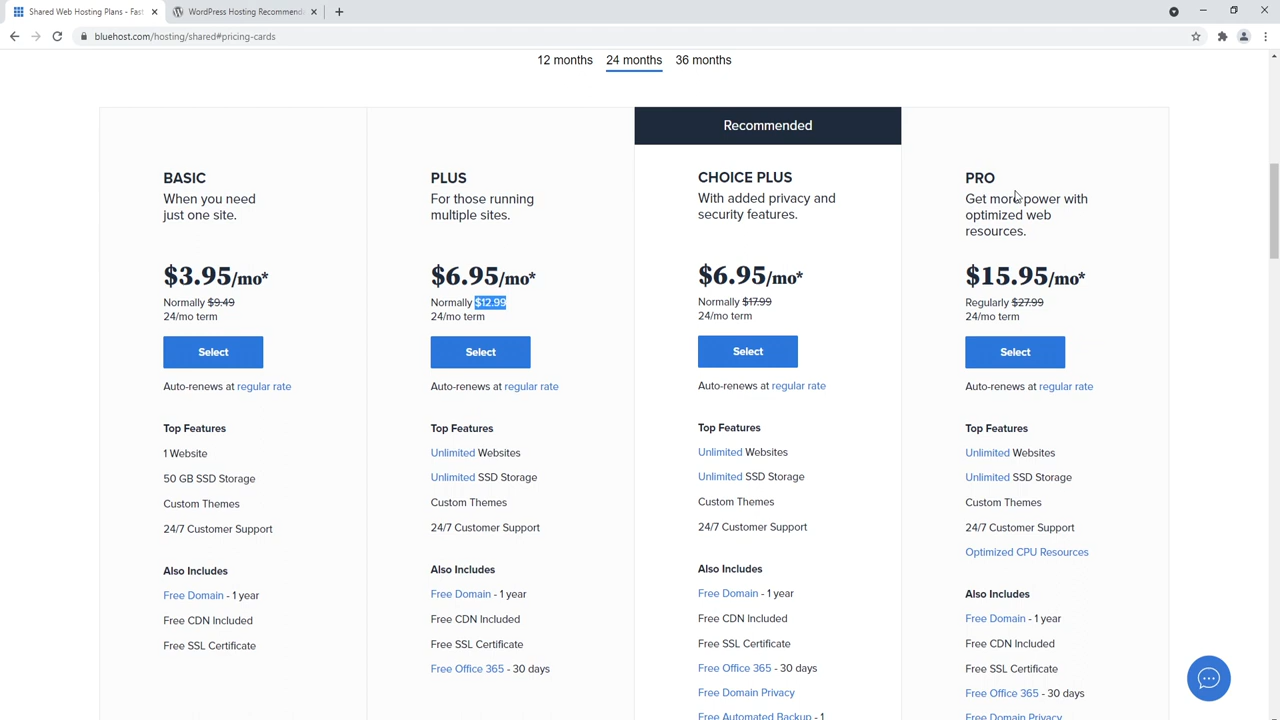 Shared Web Hosting Plans - Fast
WordPress Hosting Recommend
bluehost.com/hosting/shared#pricing-cards
12 months 24 months 36 months
BASIC
When you need
just one site.
$3.95/mo*
Normally $9.49
24/mo term
Select
Auto-renews at regular rate
Top Features
1 Website
50 GB SSD Storage
Custom Themes
24/7 Customer Support
Also Includes
Free Domain - 1 year
Free CDN Included
Free SSL Certificate
PLUS
For those running
multiple sites.
$6.95/mo*
Normally $12.99
24/mo term
Select
Auto-renews at regular rate
Top Features
Unlimited Websites
Unlimited SSD Storage
Custom Themes
24/7 Customer Support
Also Includes
Free Domain - 1 year
Free CDN Included
Free SSL Certificate
Free Office 365 - 30 days
Recommended
CHOICE PLUS
With added privacy and
security features.
$6.95/mo*
Normally $17.99
24/mo term
Select
Auto-renews at regular rate
Top Features
Unlimited Websites
Unlimited SSD Storage
Custom Themes
24/7 Customer Support
Also Includes
Free Domain - 1 year
Free CDN Included
Free SSL Certificate
Free Office 365 - 30 days
Free Domain Privacy
Free Automated Backup - 1
PRO
Get more power with
optimized web
resources.
$15.95/mo*
Regularly $27.99
24/mo term
Select
Auto-renews at regular rate
Top Features
Unlimited Websites
Unlimited SSD Storage
Custom Themes
24/7 Customer Support
Optimized CPU Resources
Also Includes
Free Domain - 1 year
Free CDN Included
Free SSL Certificate
Free Office 365 - 30 days
Free Domain Privacy